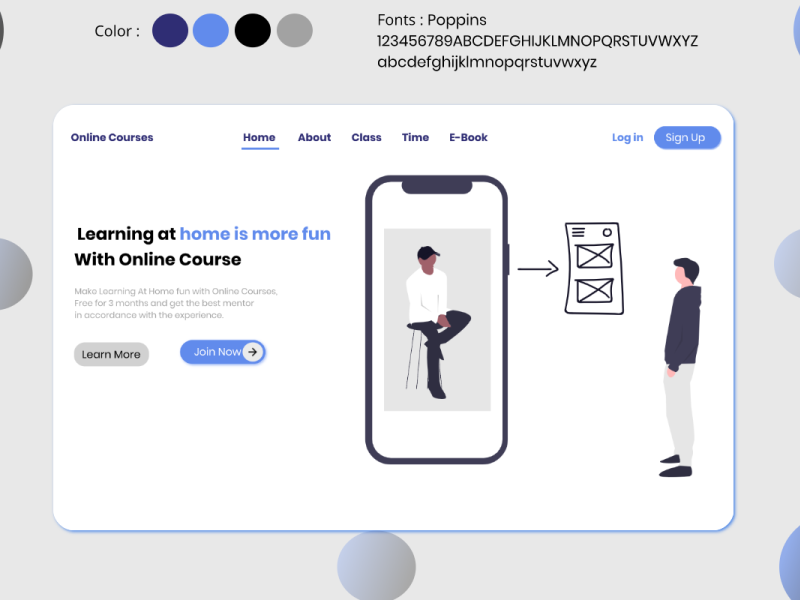 Color :
Fonts : Poppins
123456789ABCDEFGHIJKLMNOPQRSTUVWXYZ
abcdefghijklmnopqrstuvwxyz
Online Courses
Home
About
Class
Time
E-Book
Log in
Sign Up
Learning at home is more fun
With Online Course
Make Learning At Home fun with Online Courses,
Free for 3 months and get the best mentor
in accordance with the experience.
Learn More
Join Now